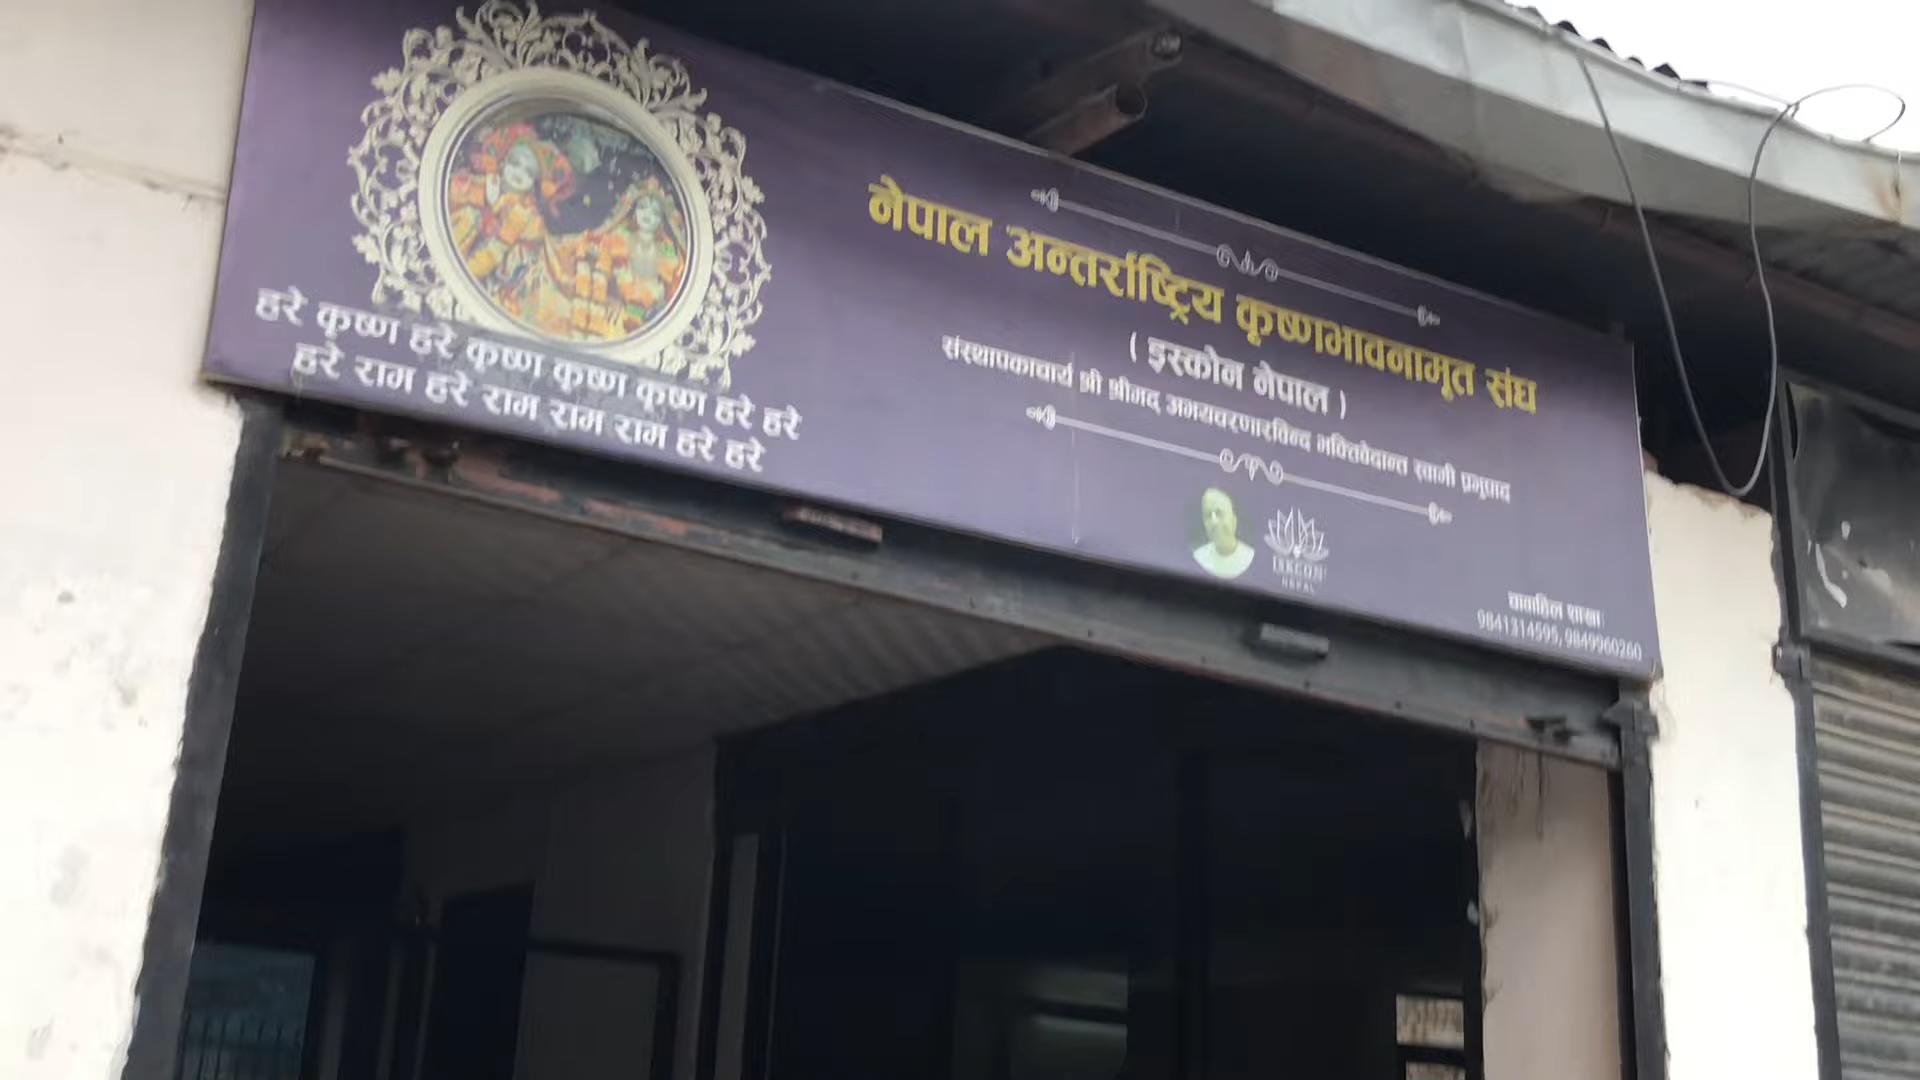 हरे कृष्ण हरे कृष्ण कृष्ण कृष्ण हरे हरे
हरे राम हरे राम राम राम हरे हरे
नेपाल अन्तर्राष्ट्रिय कृष्णभावनामृत संघ
( इस्कोन नेपाल )
संस्थापकाचार्य श्री श्रीमद् अभयचरणारविन्द भक्तिवेदान्त स्वामी प्रभुपाद
ISKCON
NEPAL
चावहिल शाखा
9841314595, 9849960260